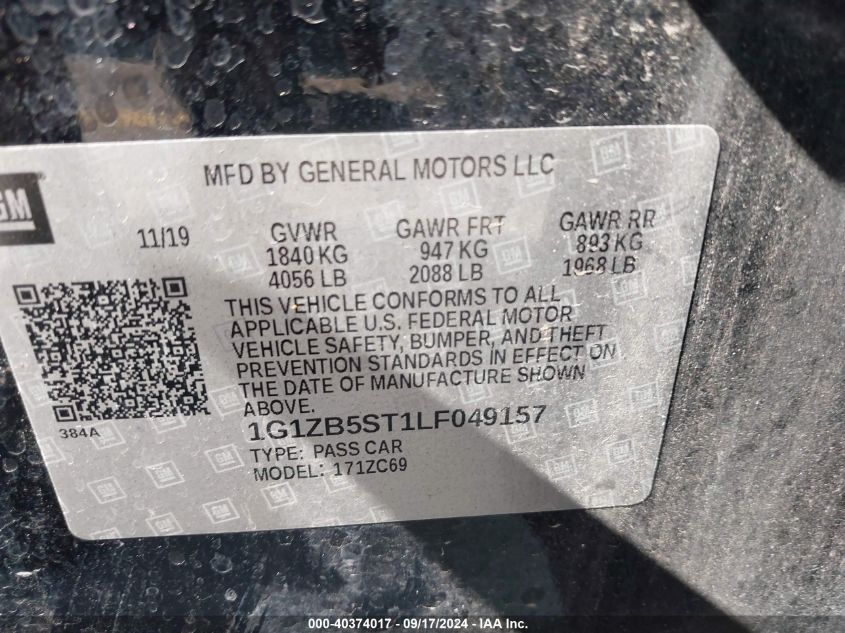 MFD BY GENERAL MOTORS LLC
GM
11/19
GVWR GAWR FRT GAWR RR
1840 KG 947 KG 893 KG
4056 LB 2088 LB 1968 LB
THIS VEHICLE CONFORMS TO ALL
APPLICABLE U.S. FEDERAL MOTOR
VEHICLE SAFETY, BUMPER, AND THEFT
PREVENTION STANDARDS IN EFFECT ON
THE DATE OF MANUFACTURE SHOWN
ABOVE.
384A
1G1ZB5ST1LF049157
TYPE: PASS CAR
MODEL: 171ZC69
000-40374017 - 09/17/2024 - IAA Inc.